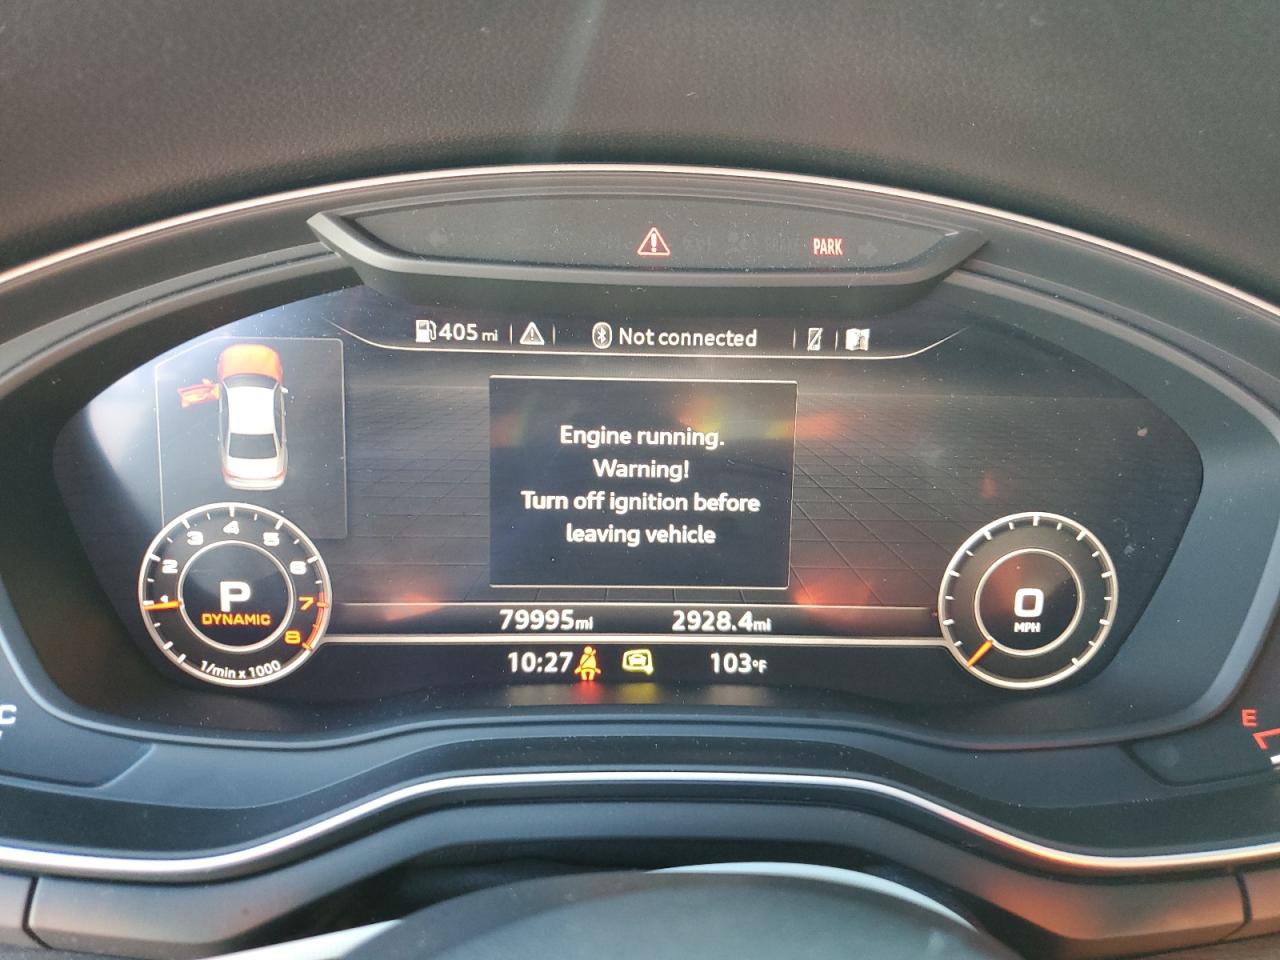 PARK
405 mi
Not connected
Engine running.
Warning!
Turn off ignition before
leaving vehicle
1
2
3
4
5
6
7
8
P
DYNAMIC
1/min x 1000
0
MPH
79995mi
2928.4mi
10:27
103°F
C
E